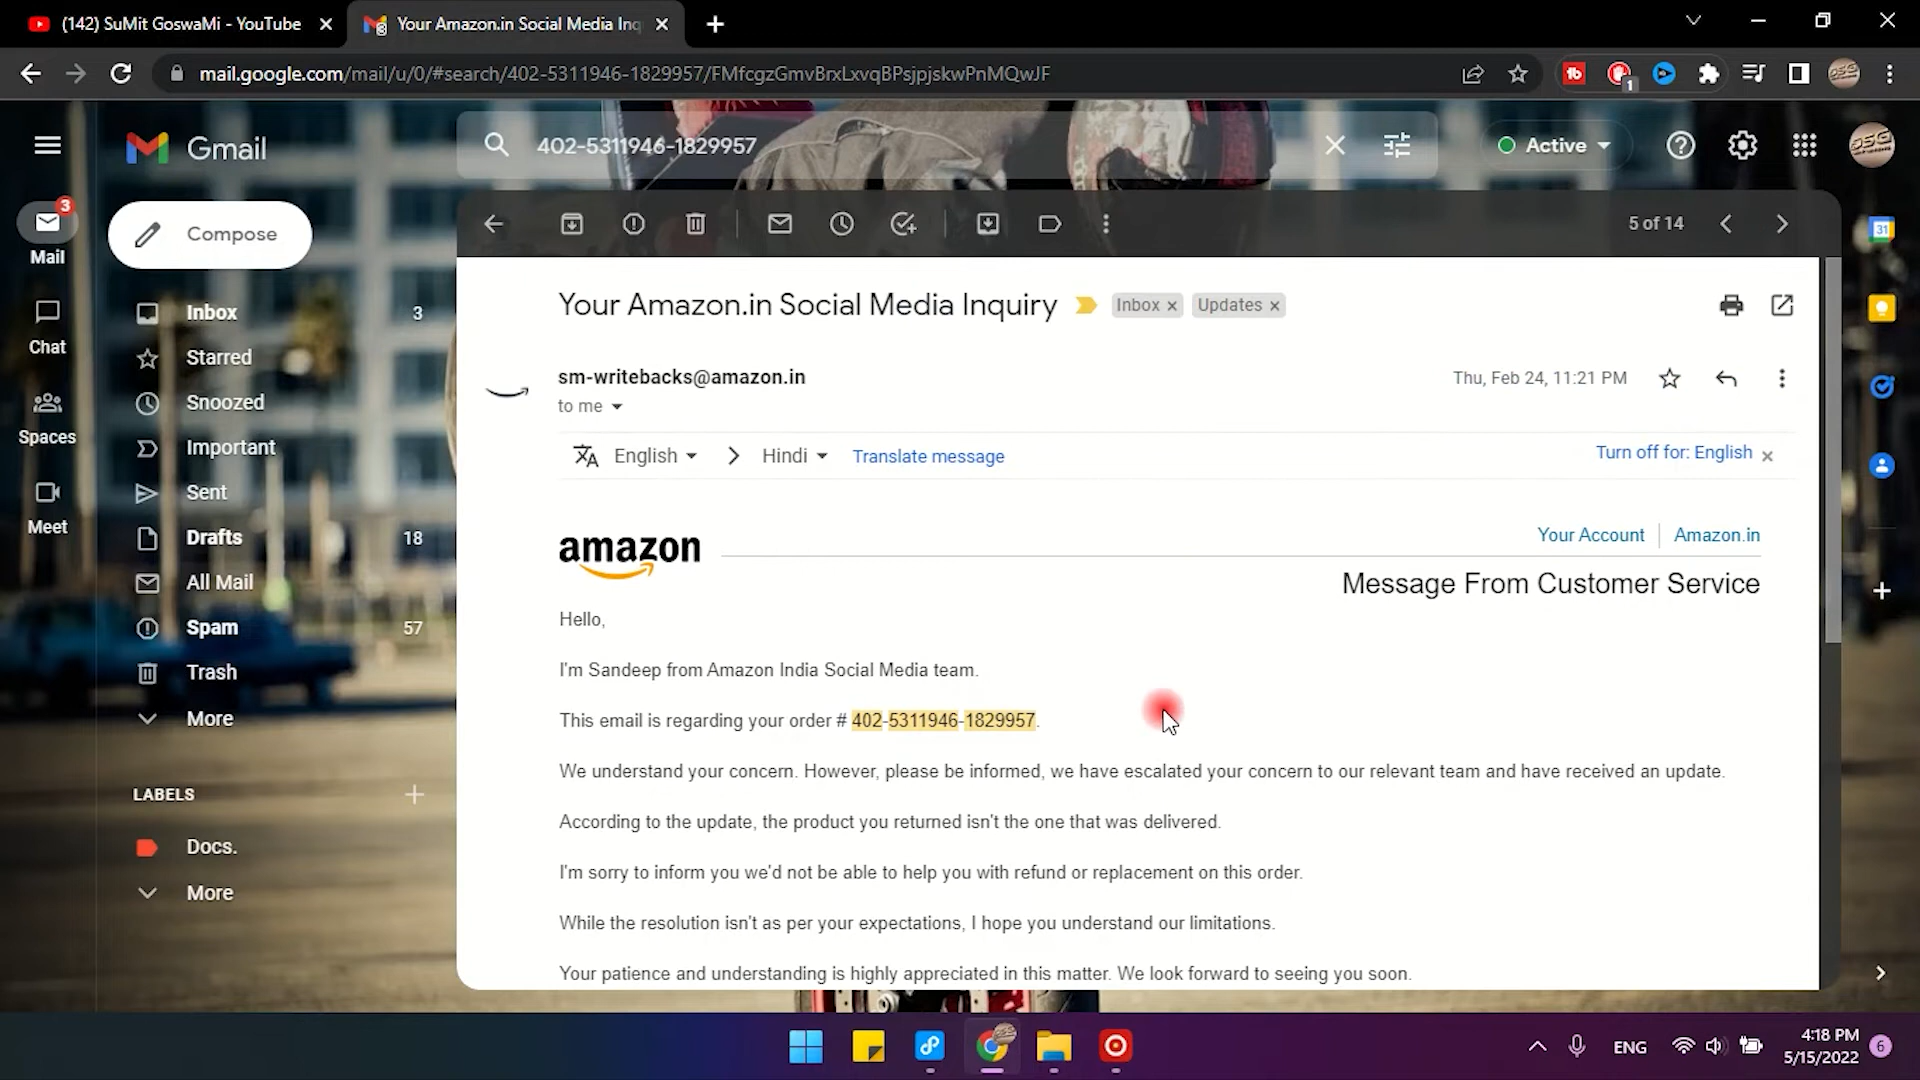 (142) SuMit GoswaMi - YouTube
Your Amazon.in Social Media Inq
mail.google.com/mail/u/0/#search/402-5311946-1829957/FMfcgzGmvBrxLxvqBPsjpjskwPnMQwJF
1
Gmail
402-5311946-1829957
Active
DSG
3
Mail
Compose
5 of 14
31
Chat
Spaces
Meet
Inbox 3
Starred
Snoozed
Important
Sent
Drafts 18
All Mail
Spam 57
Trash
More
LABELS
Docs.
More
Your Amazon.in Social Media Inquiry
Inbox × Updates ×
sm-writebacks@amazon.in
Thu, Feb 24, 11:21 PM
to me
English > Hindi Translate message
Turn off for: English ×
amazon
Your Account Amazon.in
Message From Customer Service
Hello,
I'm Sandeep from Amazon India Social Media team.
This email is regarding your order # 402-5311946-1829957.
We understand your concern. However, please be informed, we have escalated your concern to our relevant team and have received an update.
According to the update, the product you returned isn't the one that was delivered.
I'm sorry to inform you we'd not be able to help you with refund or replacement on this order.
While the resolution isn't as per your expectations, I hope you understand our limitations.
Your patience and understanding is highly appreciated in this matter. We look forward to seeing you soon.
ENG
4:18 PM
5/15/2022
6